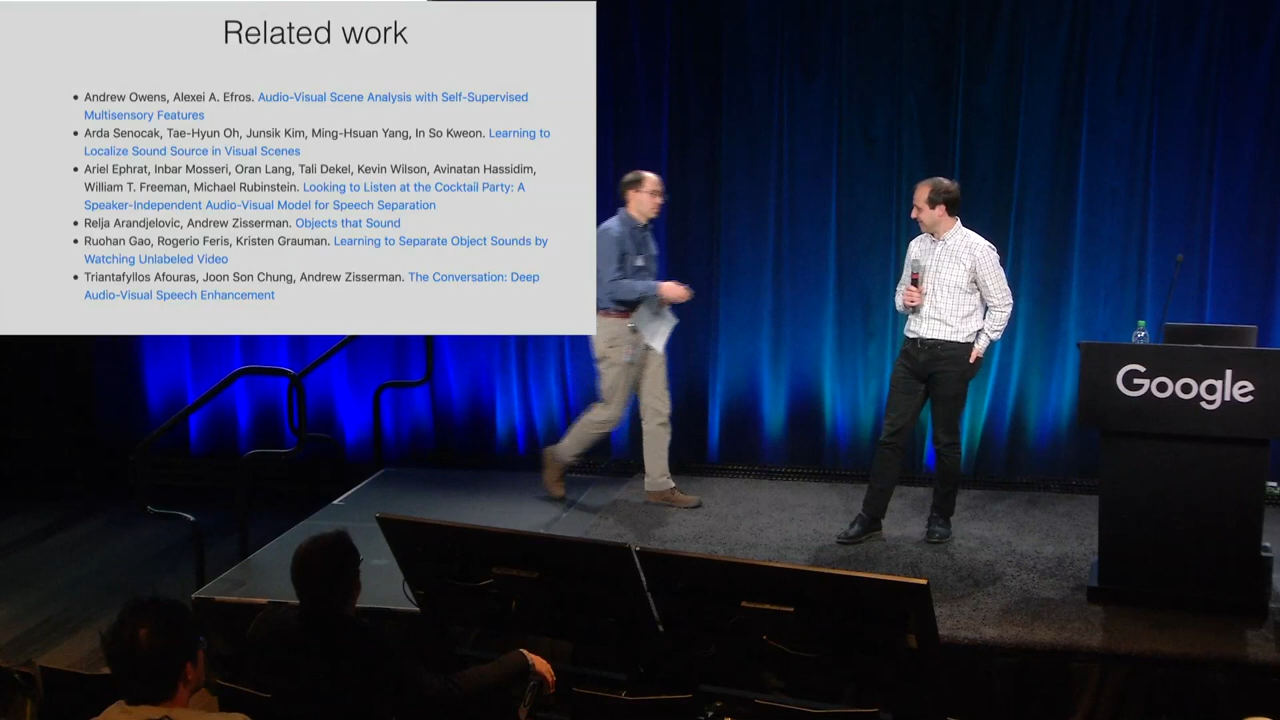 Related work
• Andrew Owens, Alexei A. Efros. Audio-Visual Scene Analysis with Self-Supervised
Multisensory Features
• Arda Senocak, Tae-Hyun Oh, Junsik Kim, Ming-Hsuan Yang, In So Kweon. Learning to
Localize Sound Source in Visual Scenes
• Ariel Ephrat, Inbar Mosseri, Oran Lang, Tali Dekel, Kevin Wilson, Avinatan Hassidim,
William T. Freeman, Michael Rubinstein. Looking to Listen at the Cocktail Party: A
Speaker-Independent Audio-Visual Model for Speech Separation
• Relja Arandjelovic, Andrew Zisserman. Objects that Sound
• Ruohan Gao, Rogerio Feris, Kristen Grauman. Learning to Separate Object Sounds by
Watching Unlabeled Video
• Triantafyllos Afouras, Joon Son Chung, Andrew Zisserman. The Conversation: Deep
Audio-Visual Speech Enhancement
Google